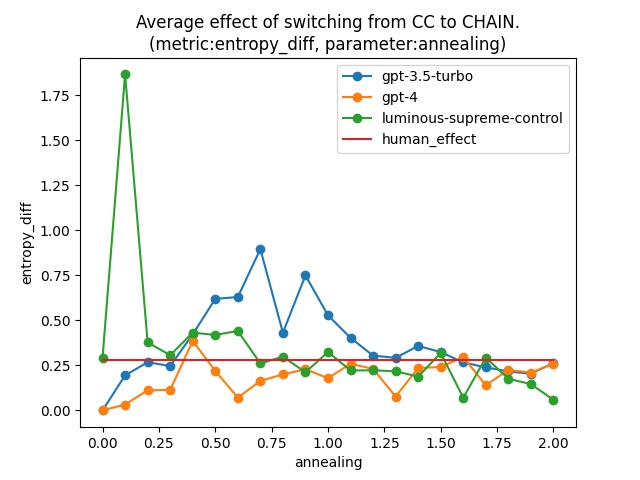 Average effect of switching from CC to CHAIN.
(metric:entropy_diff, parameter:annealing)
gpt-3.5-turbo
gpt-4
luminous-supreme-control
human_effect
entropy_diff
1.75
1.50
1.25
1.00
0.75
0.50
0.25
0.00
0.00 0.25 0.50 0.75 1.00 1.25 1.50 1.75 2.00
annealing